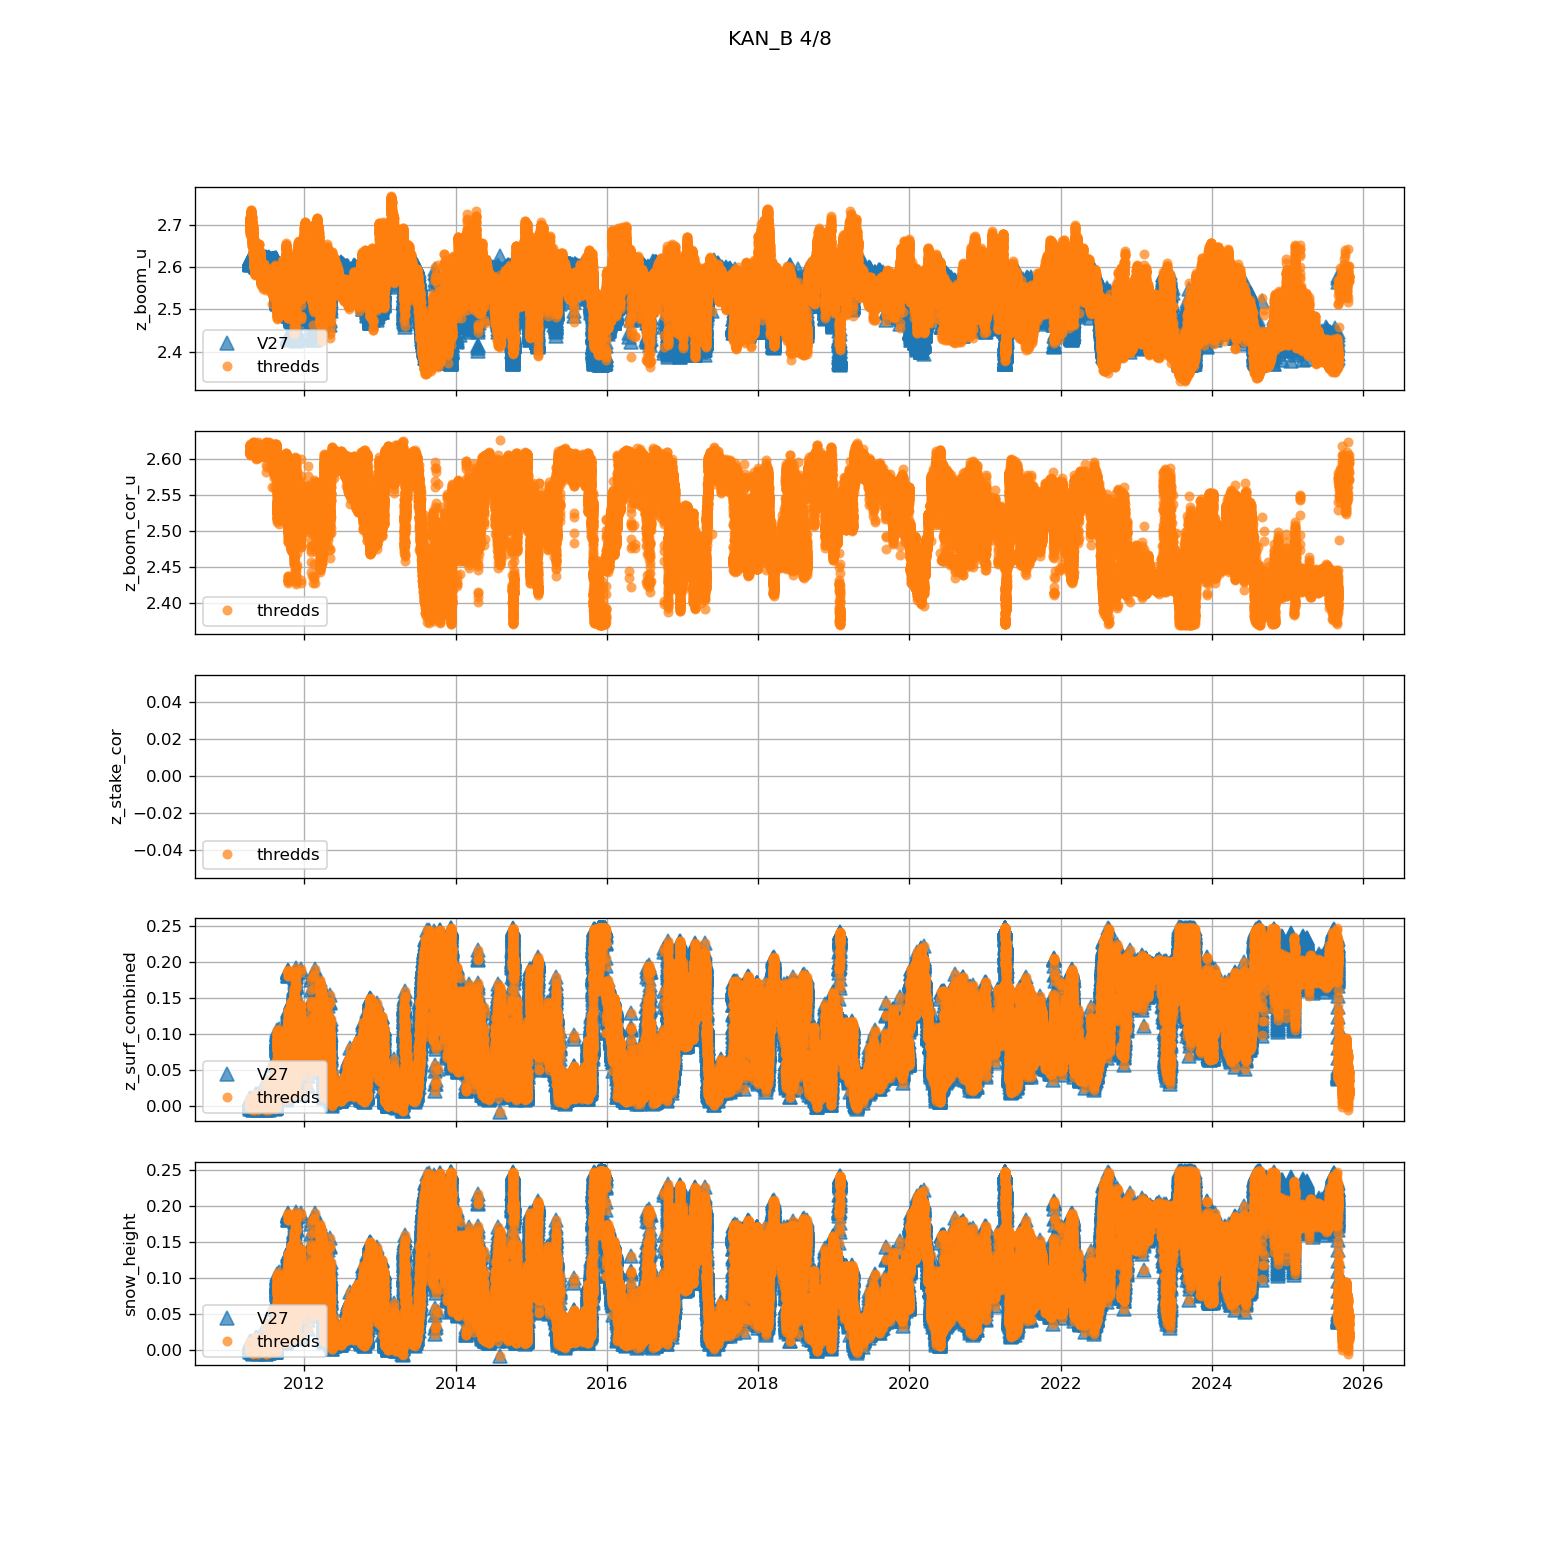 KAN_B 4/8
z_boom_u
2.7
2.6
2.5
2.4
V27
thredds
z_boom_cor_u
2.60
2.55
2.50
2.45
2.40
thredds
z_stake_cor
0.04
0.02
0.00
−0.02
−0.04
thredds
z_surf_combined
0.25
0.20
0.15
0.10
0.05
0.00
V27
thredds
snow_height
0.25
0.20
0.15
0.10
0.05
0.00
V27
thredds
2012 2014 2016 2018 2020 2022 2024 2026